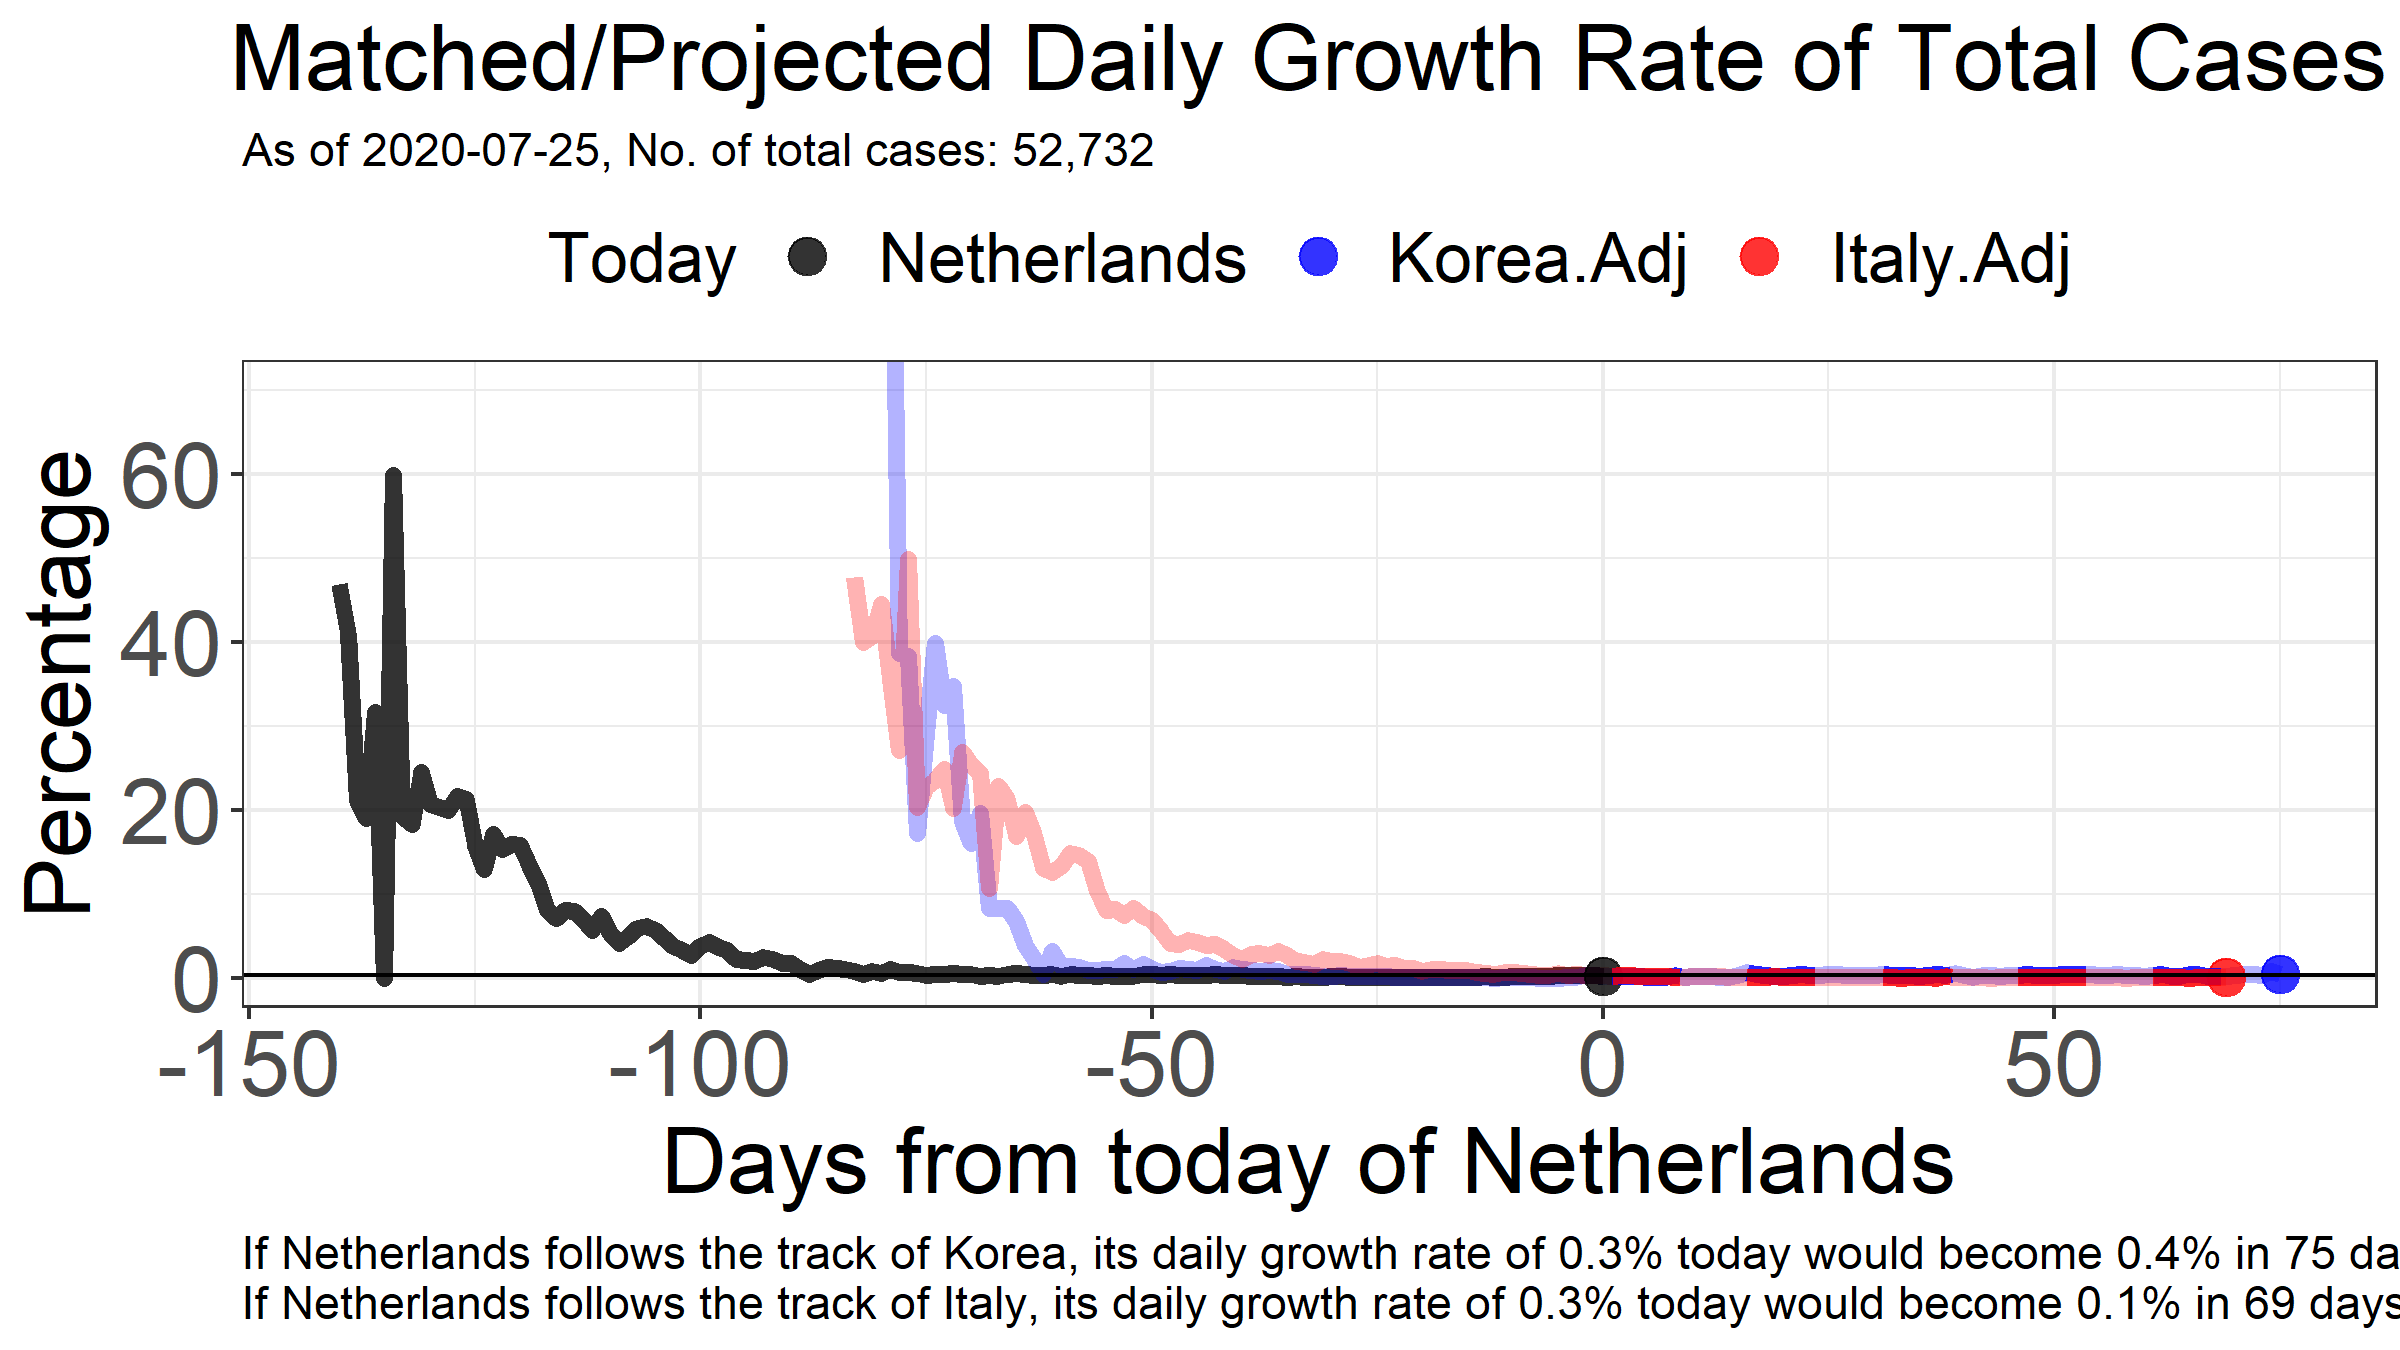 Matched/Projected Daily Growth Rate of Total Cases
As of 2020-07-25, No. of total cases: 52,732
Today Netherlands Korea.Adj Italy.Adj
Percentage
60
40
20
0
-150 -100 -50 0 50
Days from today of Netherlands
If Netherlands follows the track of Korea, its daily growth rate of 0.3% today would become 0.4% in 75 da
If Netherlands follows the track of Italy, its daily growth rate of 0.3% today would become 0.1% in 69 days